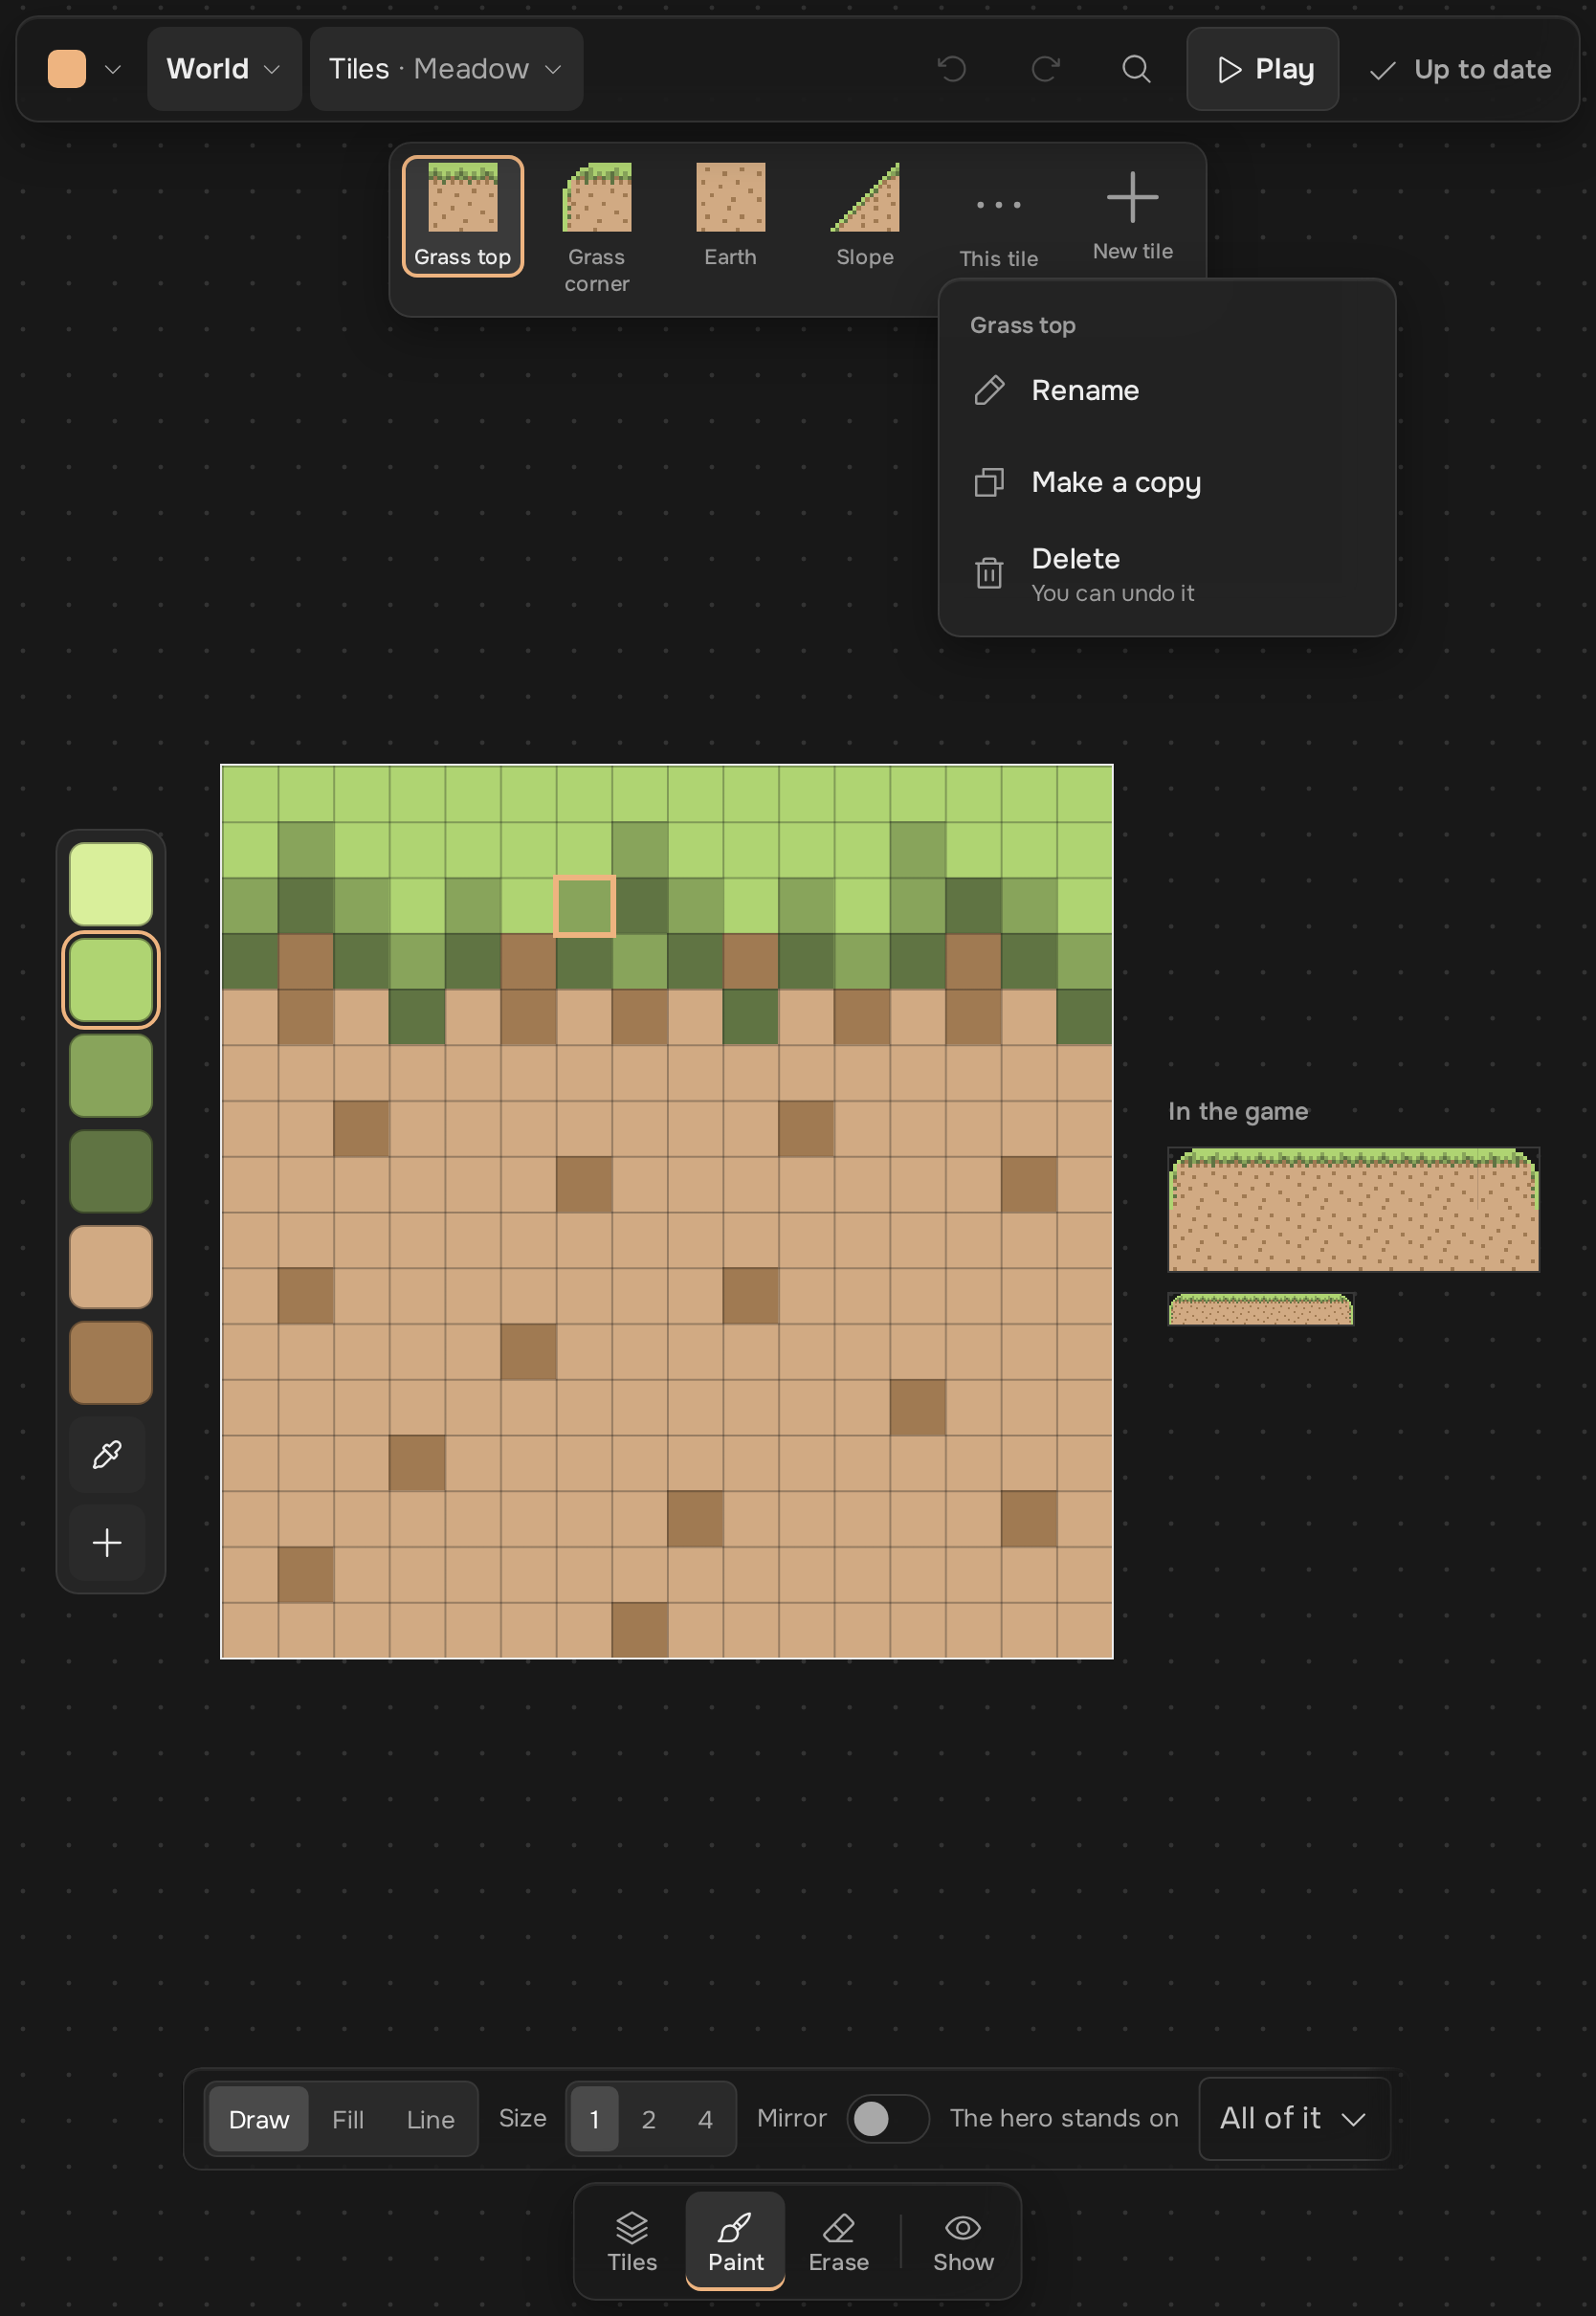 World
Tiles · Meadow
Play
Up to date
Grass top
Grass
corner
Earth
Slope
This tile
New tile
Grass top
Rename
Make a copy
Delete
You can undo it
In the game
Draw
Fill
Line
Size
1
2
4
Mirror
The hero stands on
All of it
Tiles
Paint
Erase
Show